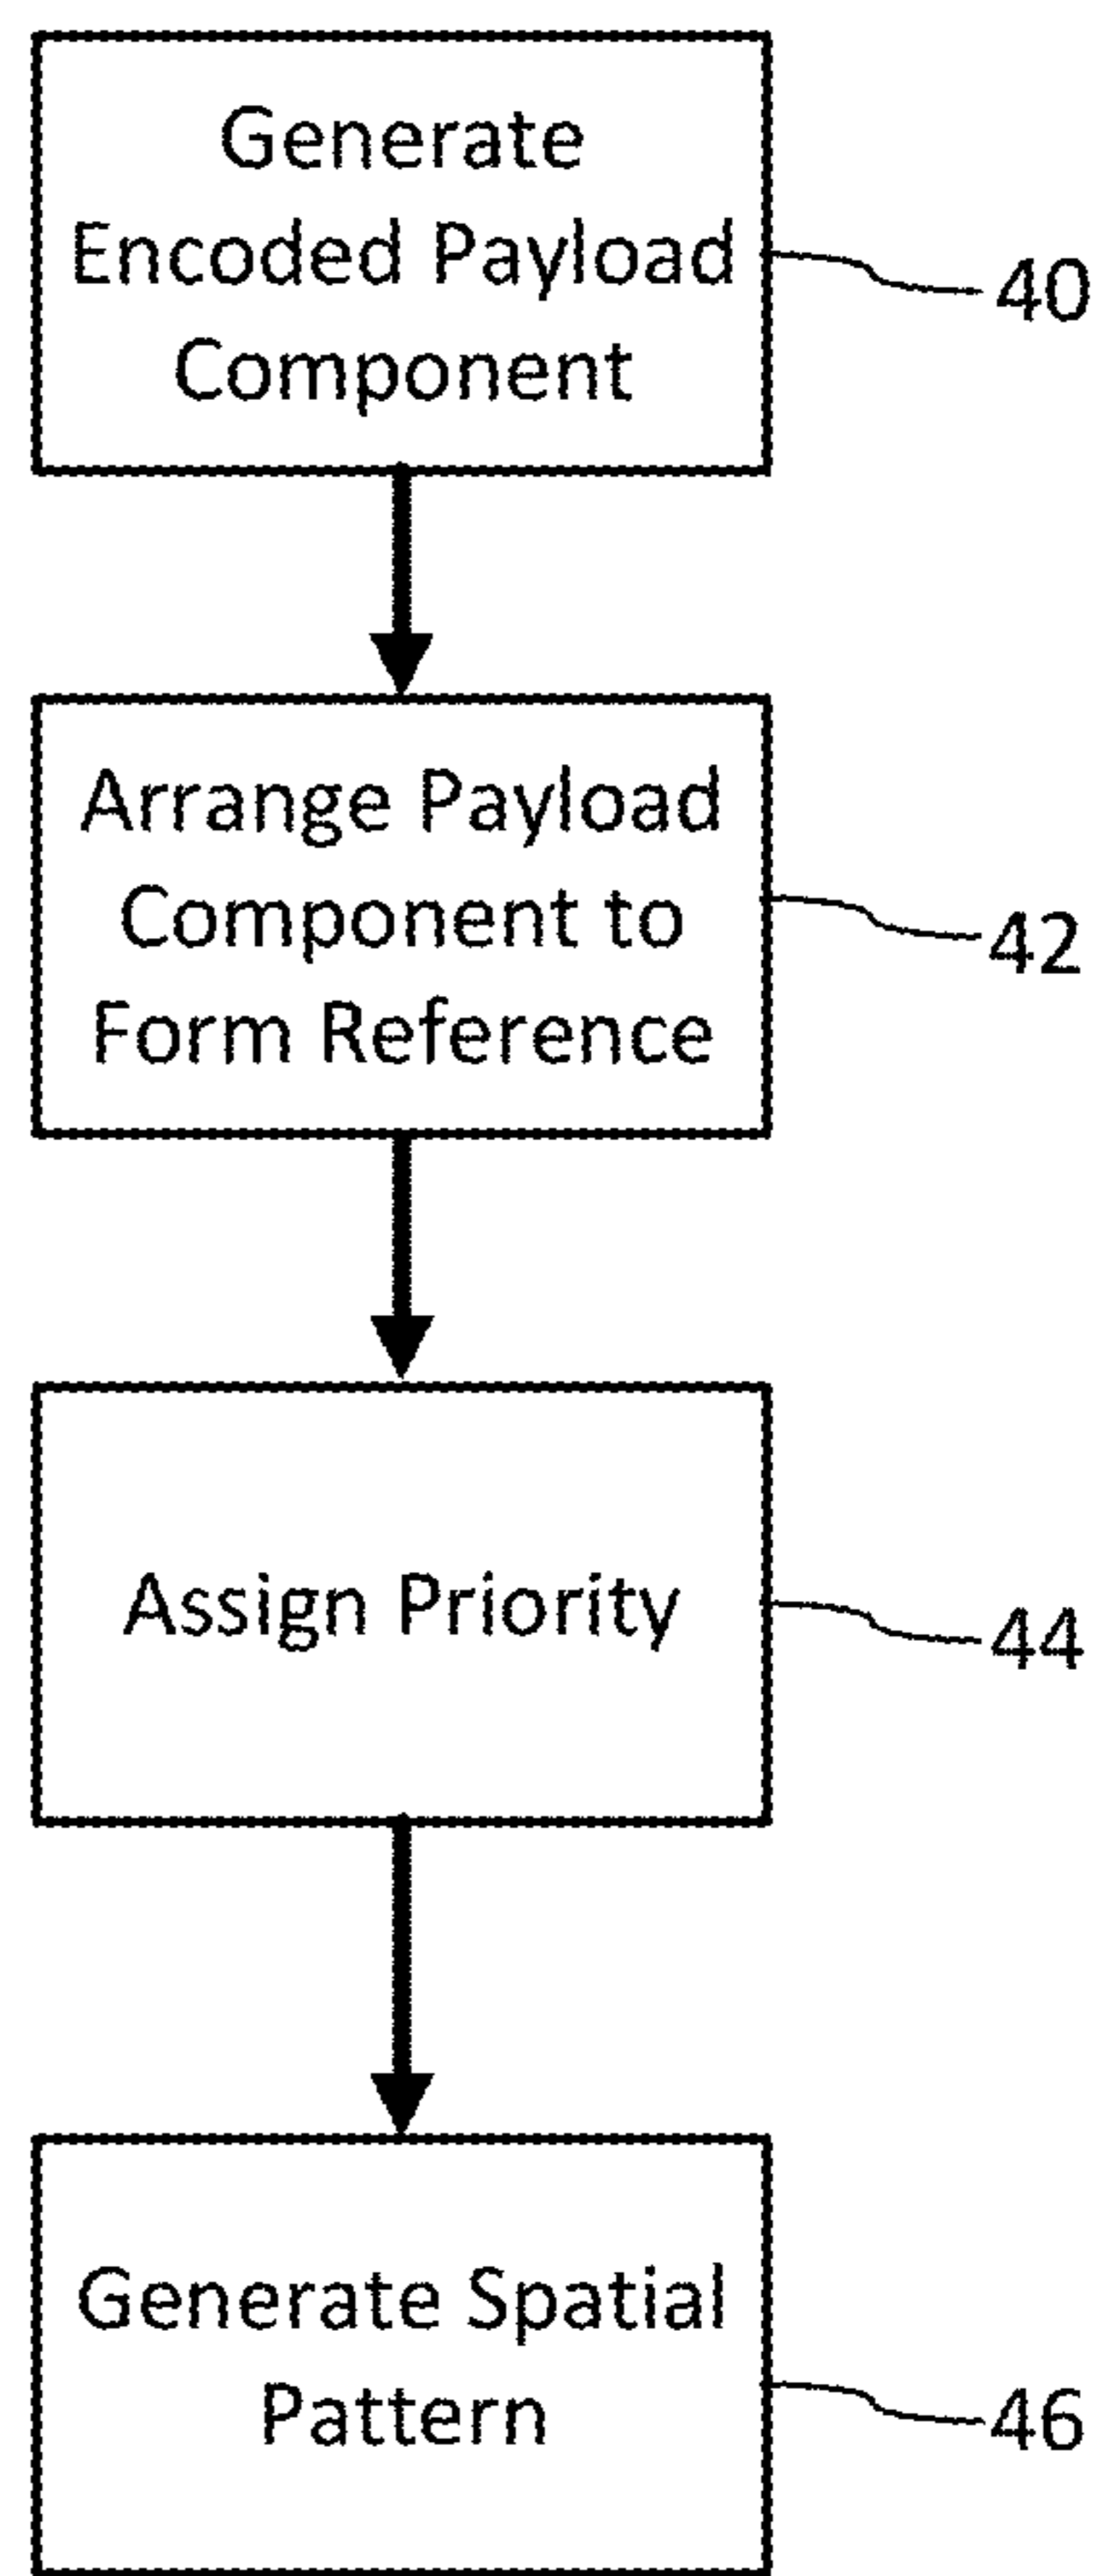 Generate
Encoded Payload
Component
40
Arrange Payload
Component to
Form Reference
42
Assign Priority
44
Generate Spatial
Pattern
46